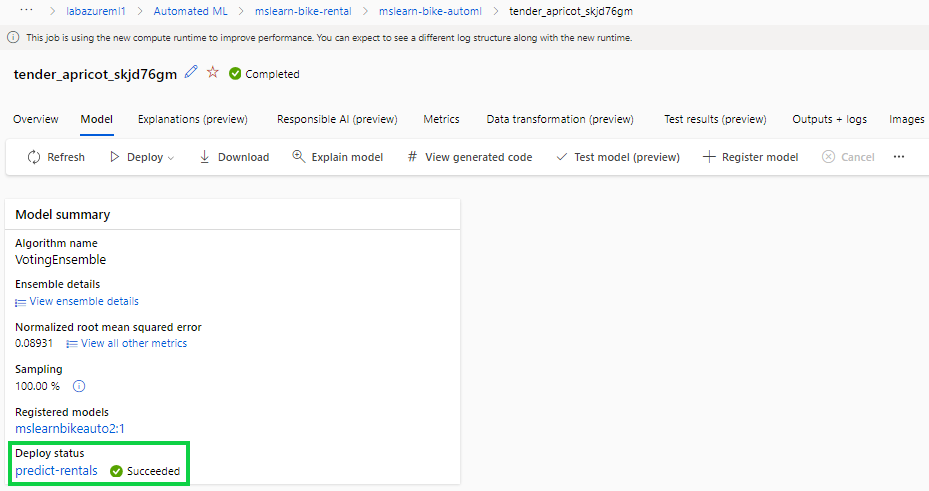 ... > labazureml1 > Automated ML > mslearn-bike-rental > mslearn-bike-automl > tender_apricot_skjd76gm
This job is using the new compute runtime to improve performance. You can expect to see a different log structure along with the new runtime.
tender_apricot_skjd76gm Completed
Overview Model Explanations (preview) Responsible AI (preview) Metrics Data transformation (preview) Test results (preview) Outputs + logs Images
Refresh Deploy Download Explain model # View generated code Test model (preview) Register model Cancel ...
Model summary
Algorithm name
VotingEnsemble
Ensemble details
View ensemble details
Normalized root mean squared error
0.08931 View all other metrics
Sampling
100.00 %
Registered models
mslearnbikeauto2:1
Deploy status
predict-rentals Succeeded